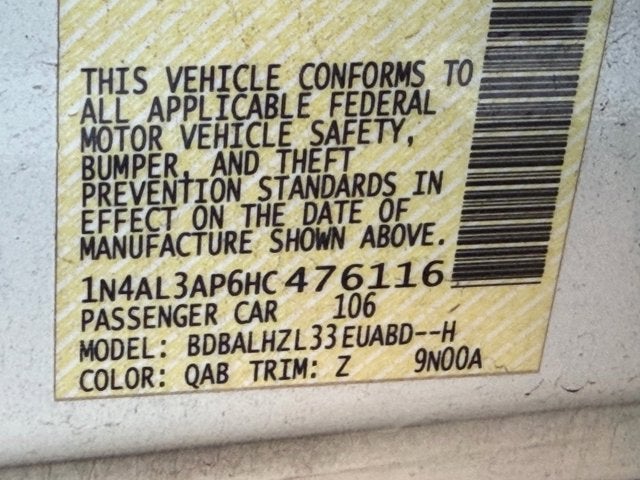 THIS VEHICLE CONFORMS TO
ALL APPLICABLE FEDERAL
MOTOR VEHICLE SAFETY,
BUMPER, AND THEFT
PREVENTION STANDARDS IN
EFFECT ON THE DATE OF
MANUFACTURE SHOWN ABOVE.
1N4AL3AP6HC476116
PASSENGER CAR 106
MODEL: BDBALHZL33EUABD--H
COLOR: QAB TRIM: Z 9N00A